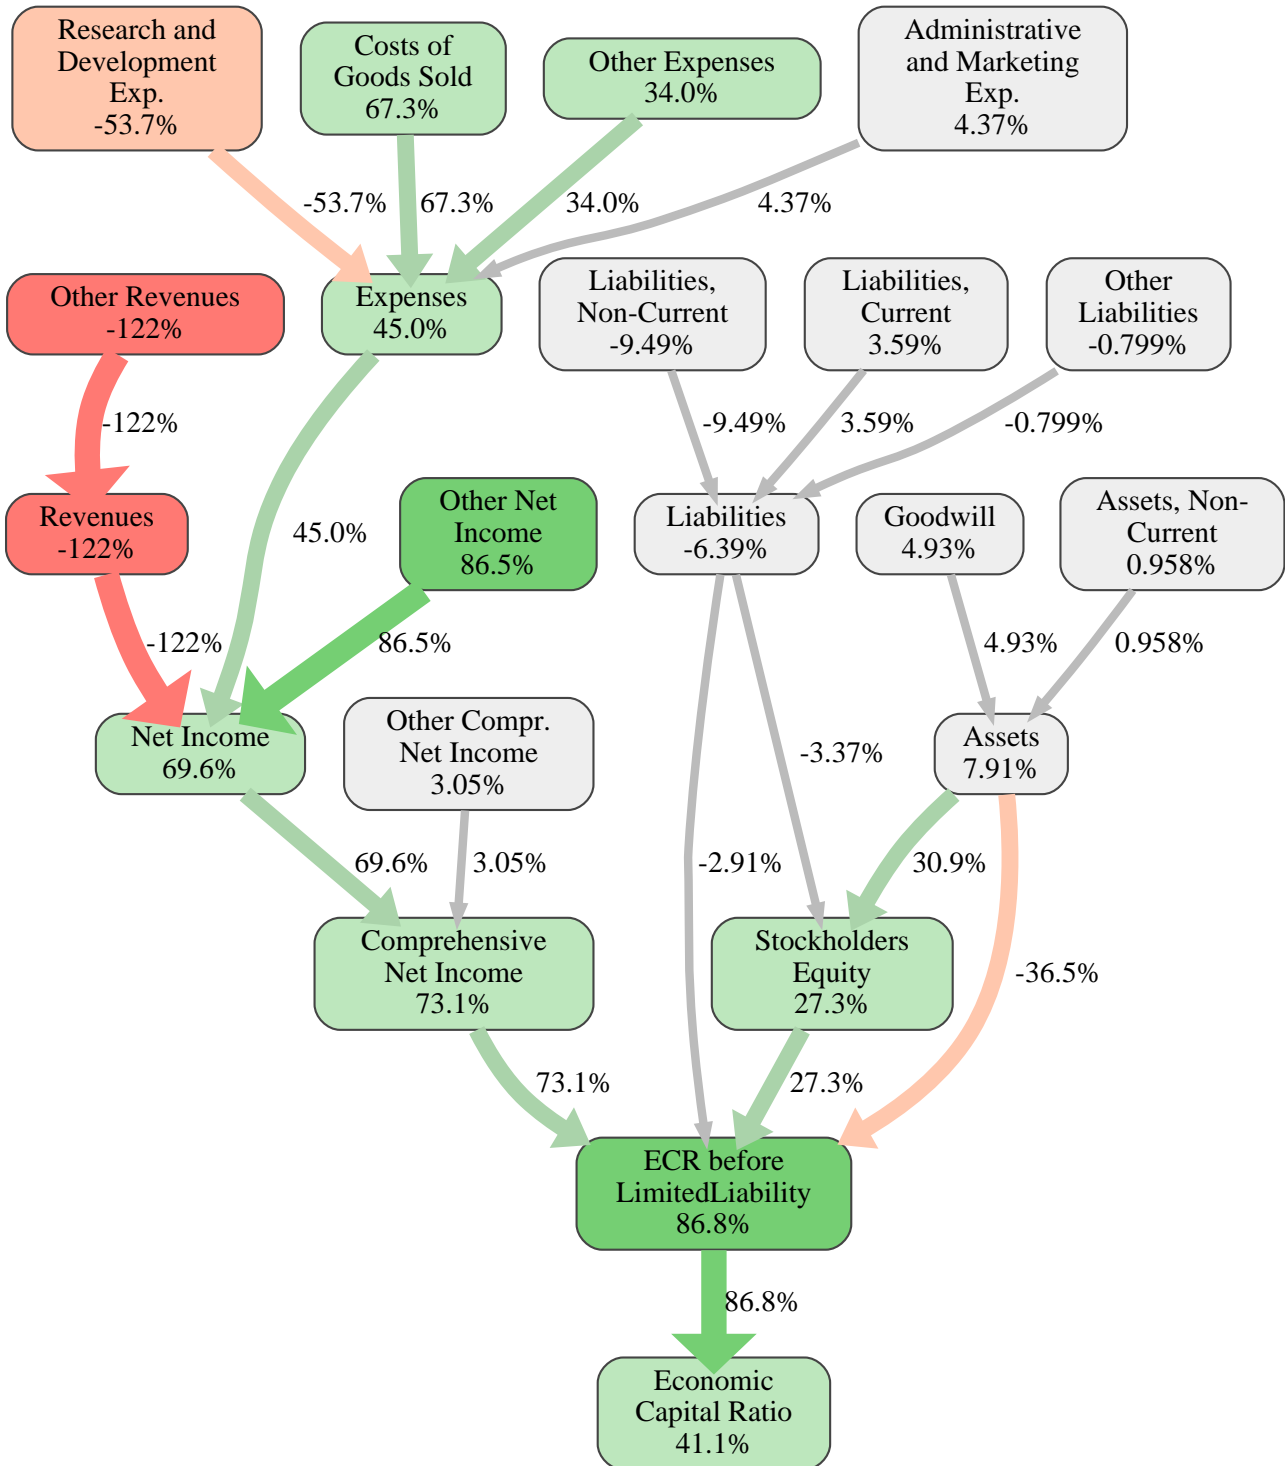 Research and
Development
Exp.
-53.7%
Costs of
Goods Sold
67.3%
Other Expenses
34.0%
Administrative
and Marketing
Exp.
4.37%
-53.7%
67.3%
34.0%
4.37%
Other Revenues
-122%
Expenses
45.0%
Liabilities,
Non-Current
-9.49%
Liabilities,
Current
3.59%
Other
Liabilities
-0.799%
-122%
-9.49%
3.59%
-0.799%
Revenues
-122%
45.0%
Other Net
Income
86.5%
Liabilities
-6.39%
Goodwill
4.93%
Assets, Non-
Current
0.958%
-122%
86.5%
4.93%
0.958%
Net Income
69.6%
Other Compr.
Net Income
3.05%
-3.37%
Assets
7.91%
69.6%
3.05%
-2.91%
30.9%
Comprehensive
Net Income
73.1%
Stockholders
Equity
27.3%
-36.5%
73.1%
27.3%
ECR before
LimitedLiability
86.8%
86.8%
Economic
Capital Ratio
41.1%